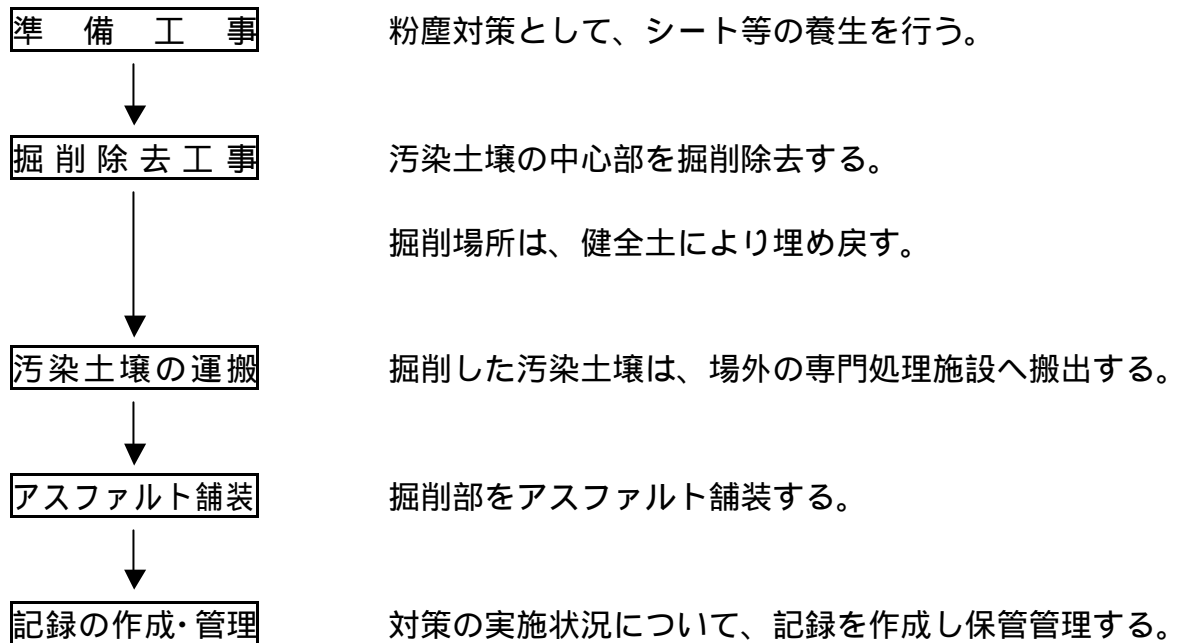 準備工事 粉塵対策として、シート等の養生を行う。
掘削除去工事 汚染土壌の中心部を掘削除去する。
掘削場所は、健全土により埋め戻す。
汚染土壌の運搬 掘削した汚染土壌は、場外の専門処理施設へ搬出する。
アスファルト舗装 掘削部をアスファルト舗装する。
記録の作成・管理 対策の実施状況について、記録を作成し保管管理する。